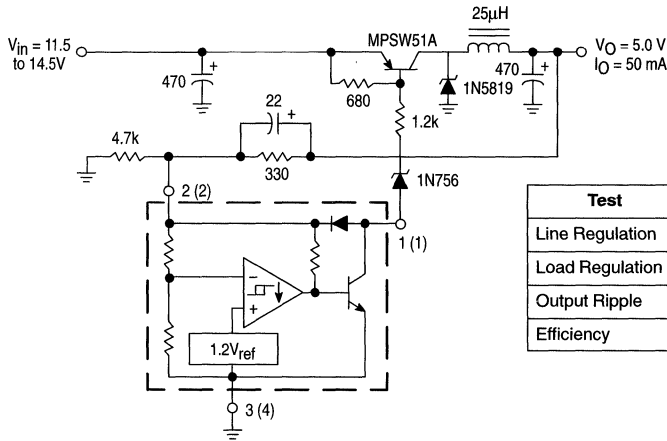 25µH
MPSW51A
Vin = 11.5
to 14.5V
VO = 5.0 V
IO = 50 mA
470
680
1N5819
470
22
1.2k
4.7k
330
1N756
2 (2)
1 (1)
Test
Line Regulation
Load Regulation
Output Ripple
Efficiency
1.2Vref
3 (4)
+
+
+
−
+